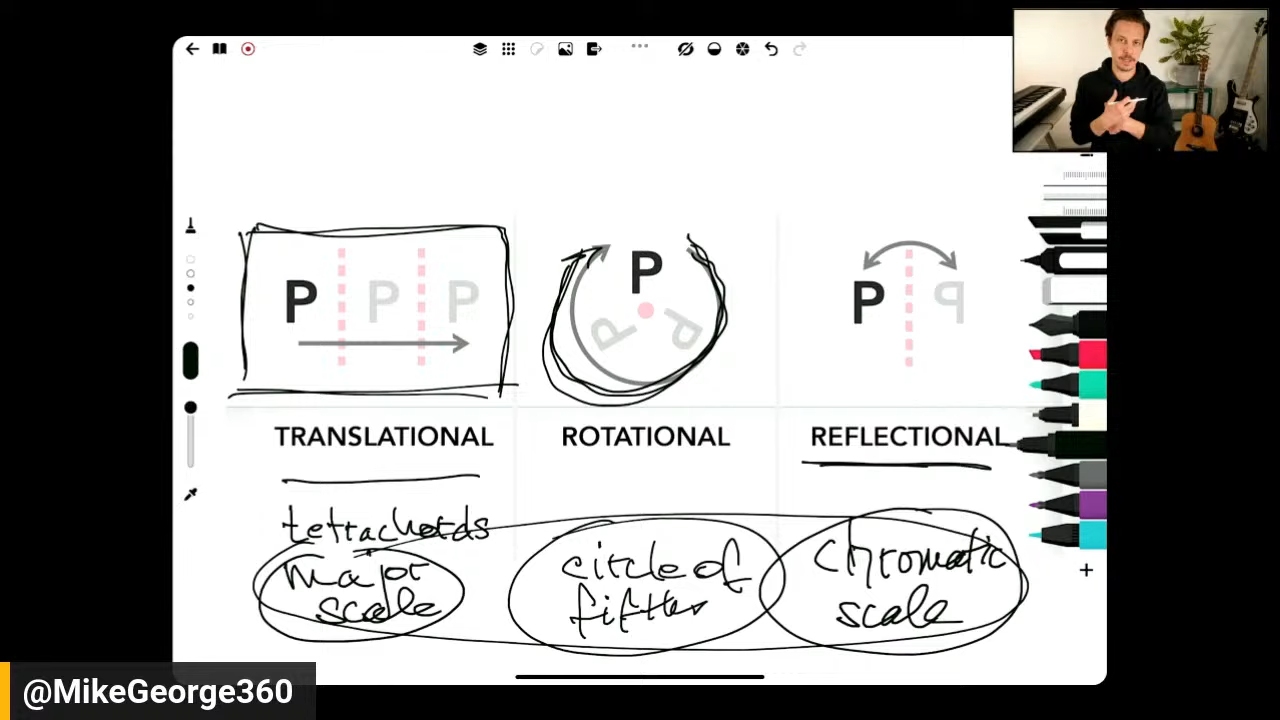 P P P
P P P
P P
TRANSLATIONAL
ROTATIONAL
REFLECTIONAL
tetrachords
major
scale
circle of
fifths
chromatic
scale
@MikeGeorge360